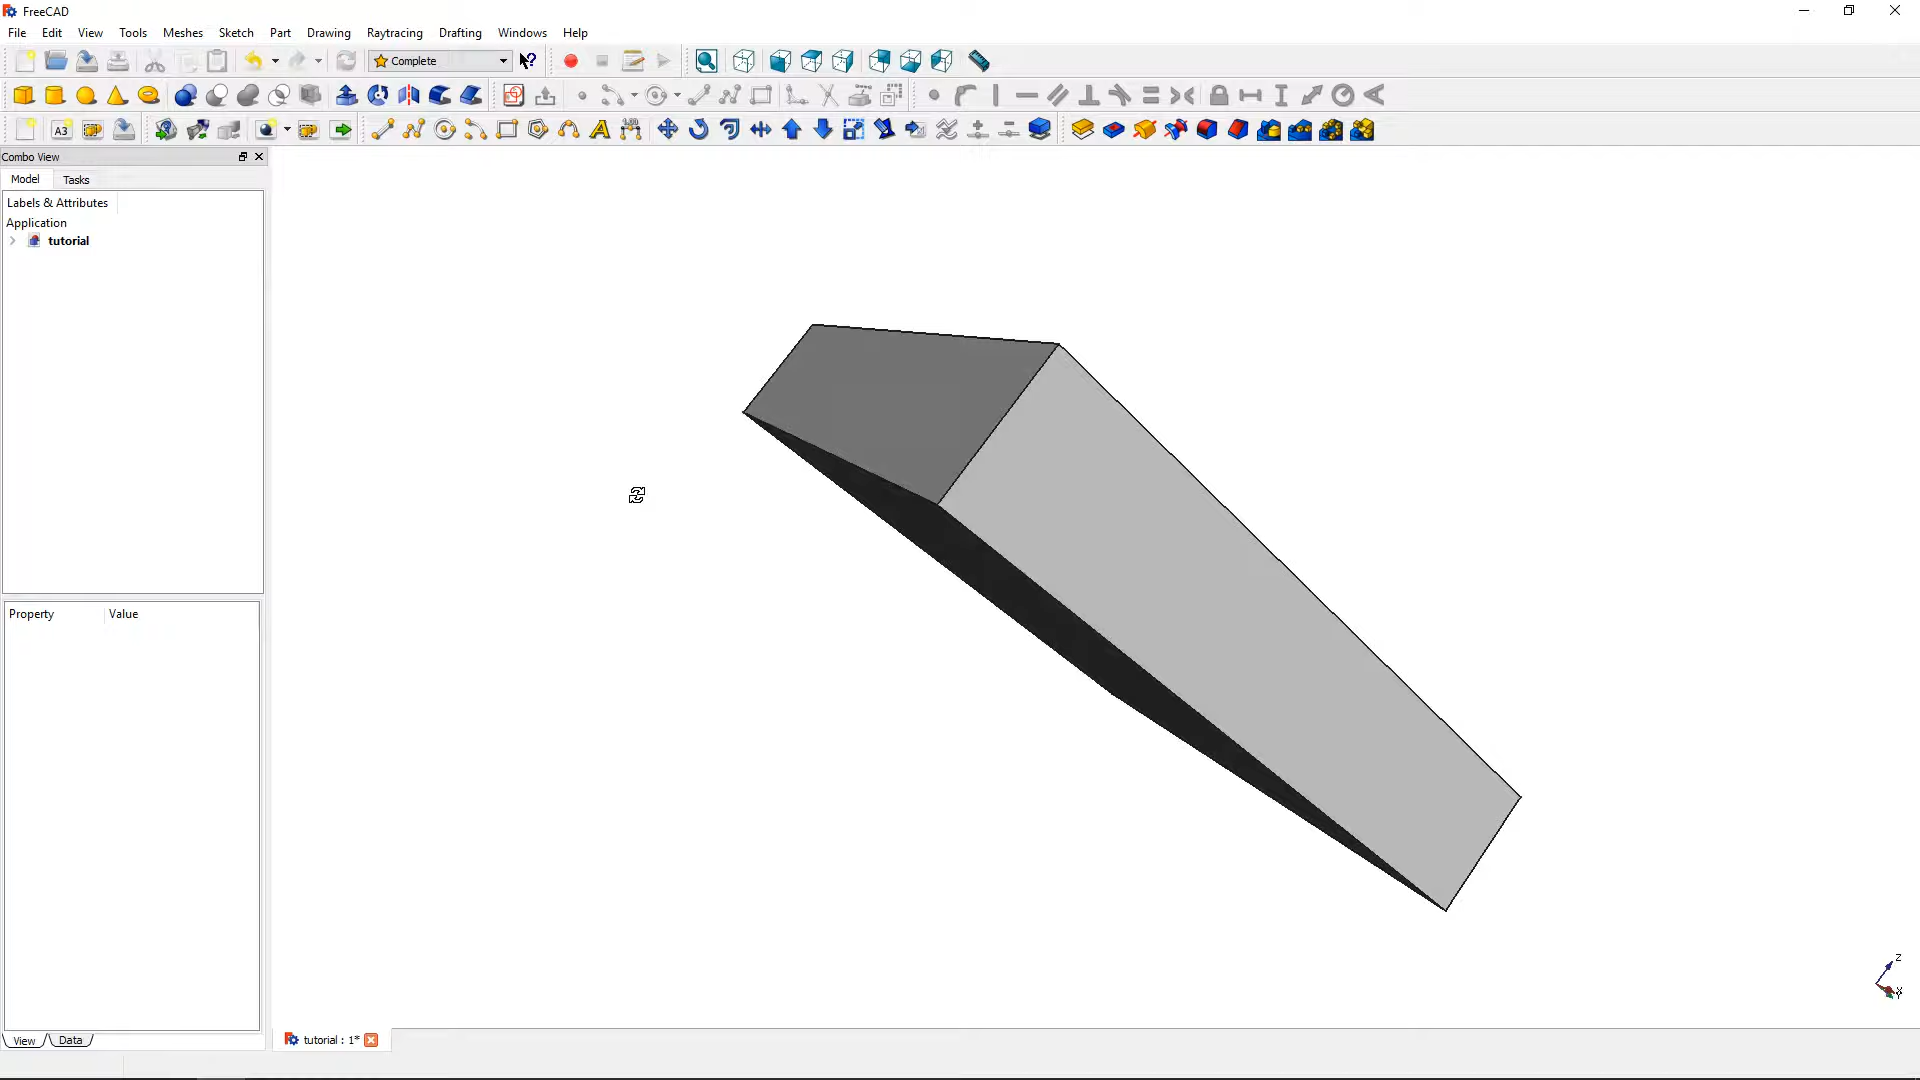 FreeCAD
File Edit View Tools Meshes Sketch Part Drawing Raytracing Drafting Windows Help
Complete
A3
Combo View
Model Tasks
Labels & Attributes
Application
tutorial
Property Value
Z
View Data
tutorial : 1*